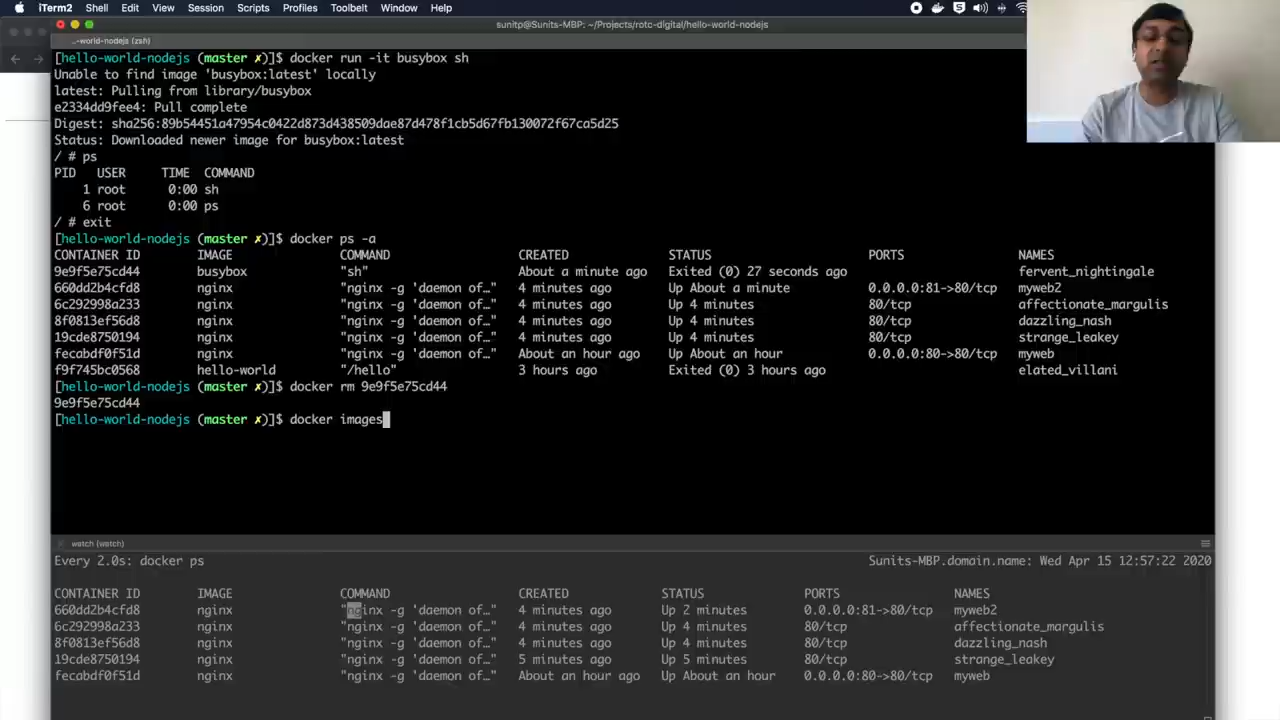 iTerm2 Shell Edit View Session Scripts Profiles Toolbelt Window Help
sunitp@Sunits-MBP: ~/Projects/rotc-digital/hello-world-nodejs
..-world-nodejs (zsh)
[hello-world-nodejs (master ✗)]$ docker run -it busybox sh
Unable to find image 'busybox:latest' locally
latest: Pulling from library/busybox
e2334dd9fee4: Pull complete
Digest: sha256:89b54451a47954c0422d873d438509dae87d478f1cb5d67fb130072f67ca5d25
Status: Downloaded newer image for busybox:latest
/ # ps
PID USER TIME COMMAND
1 root 0:00 sh
6 root 0:00 ps
/ # exit
[hello-world-nodejs (master ✗)]$ docker ps -a
CONTAINER ID IMAGE COMMAND CREATED STATUS PORTS NAMES
9e9f5e75cd44 busybox "sh" About a minute ago Exited (0) 27 seconds ago fervent_nightingale
660dd2b4cfd8 nginx "nginx -g 'daemon of…" 4 minutes ago Up About a minute 0.0.0.0:81->80/tcp myweb2
6c292998a233 nginx "nginx -g 'daemon of…" 4 minutes ago Up 4 minutes 80/tcp affectionate_margulis
8f0813ef56d8 nginx "nginx -g 'daemon of…" 4 minutes ago Up 4 minutes 80/tcp dazzling_nash
19cde8750194 nginx "nginx -g 'daemon of…" 4 minutes ago Up 4 minutes 80/tcp strange_leakey
fecabdf0f51d nginx "nginx -g 'daemon of…" About an hour ago Up About an hour 0.0.0.0:80->80/tcp myweb
f9f745bc0568 hello-world "/hello" 3 hours ago Exited (0) 3 hours ago elated_villani
[hello-world-nodejs (master ✗)]$ docker rm 9e9f5e75cd44
9e9f5e75cd44
[hello-world-nodejs (master ✗)]$ docker images
watch (watch)
Every 2.0s: docker ps Sunits-MBP.domain.name: Wed Apr 15 12:57:22 2020
CONTAINER ID IMAGE COMMAND CREATED STATUS PORTS NAMES
660dd2b4cfd8 nginx "nginx -g 'daemon of…" 4 minutes ago Up 2 minutes 0.0.0.0:81->80/tcp myweb2
6c292998a233 nginx "nginx -g 'daemon of…" 4 minutes ago Up 4 minutes 80/tcp affectionate_margulis
8f0813ef56d8 nginx "nginx -g 'daemon of…" 4 minutes ago Up 4 minutes 80/tcp dazzling_nash
19cde8750194 nginx "nginx -g 'daemon of…" 5 minutes ago Up 5 minutes 80/tcp strange_leakey
fecabdf0f51d nginx "nginx -g 'daemon of…" About an hour ago Up About an hour 0.0.0.0:80->80/tcp myweb